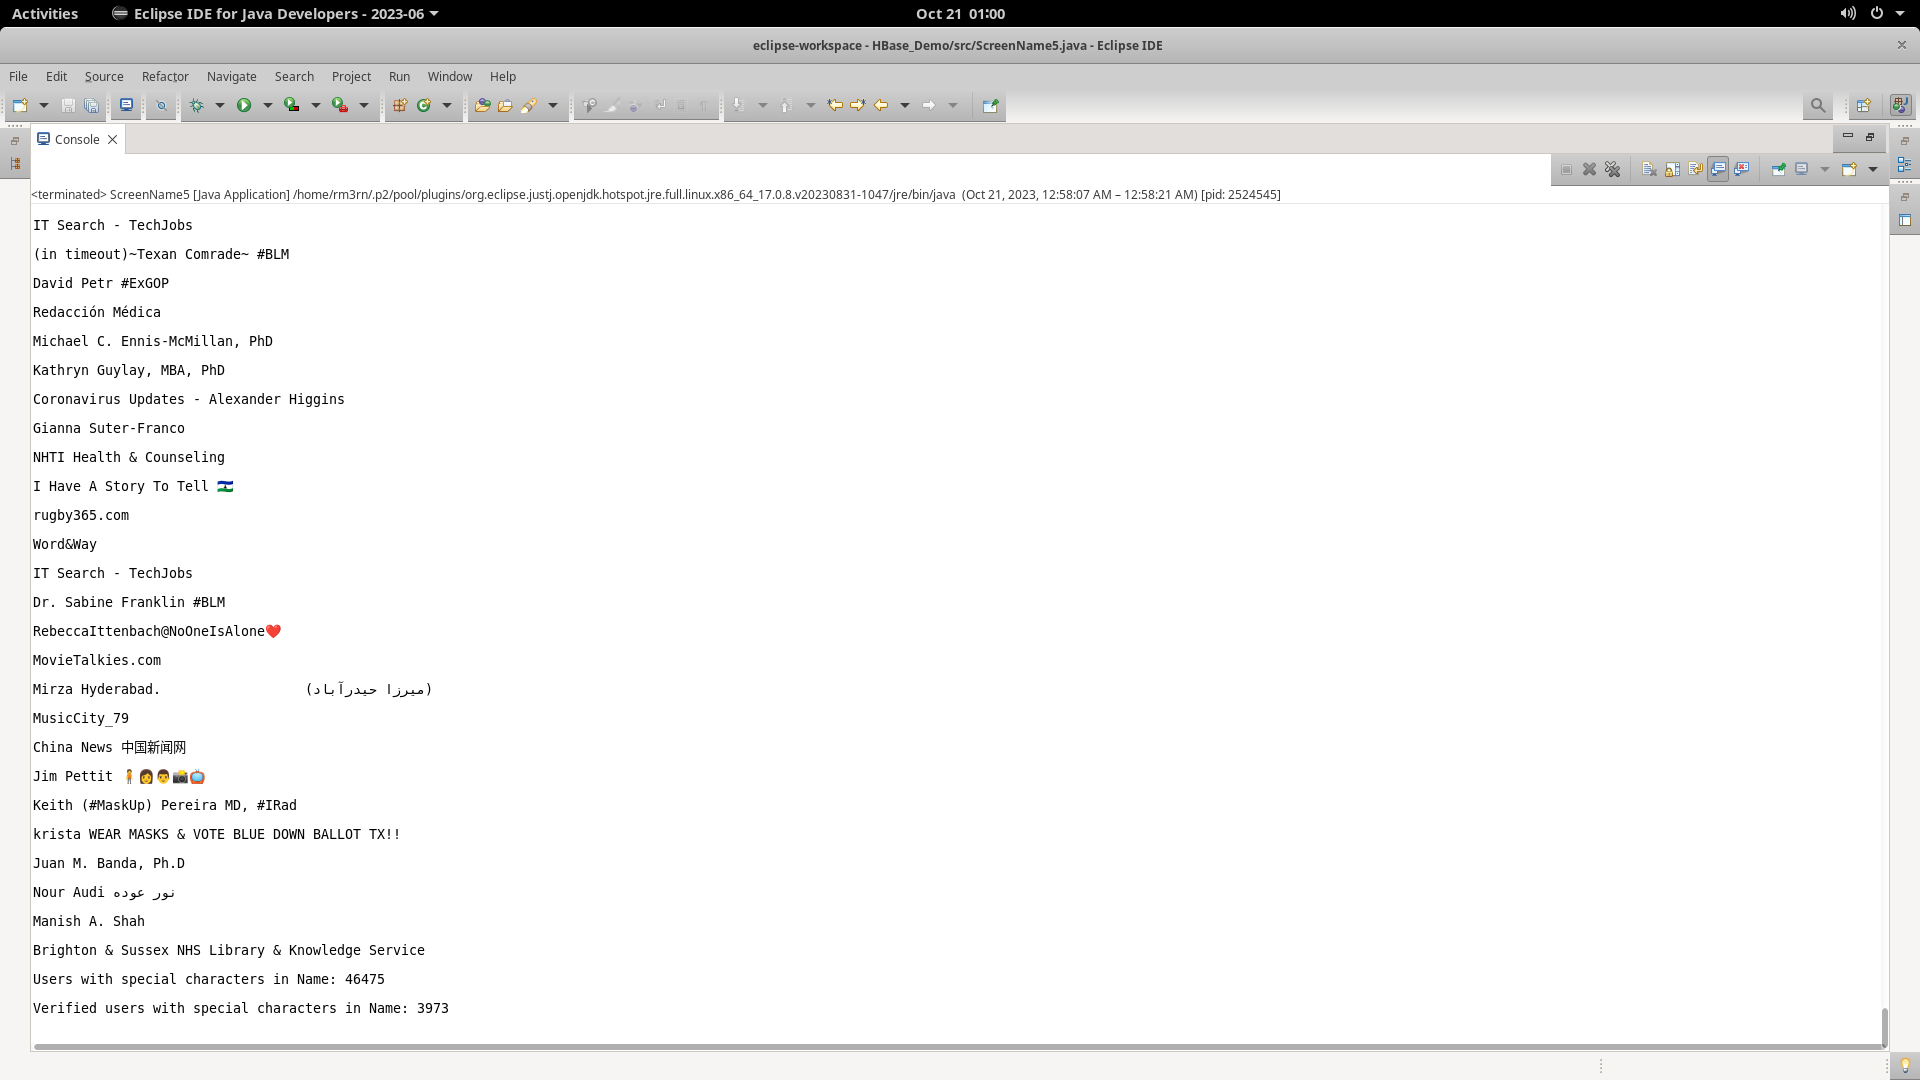 Activities Eclipse IDE for Java Developers - 2023-06 Oct 21 01:00
eclipse-workspace - HBase_Demo/src/ScreenName5.java - Eclipse IDE
File Edit Source Refactor Navigate Search Project Run Window Help
Console
<terminated> ScreenName5 [Java Application] /home/rm3rn/.p2/pool/plugins/org.eclipse.justj.openjdk.hotspot.jre.full.linux.x86_64_17.0.8.v20230831-1047/jre/bin/java (Oct 21, 2023, 12:58:07 AM – 12:58:21 AM) [pid: 2524545]
IT Search - TechJobs
(in timeout)~Texan Comrade~ #BLM
David Petr #ExGOP
Redacción Médica
Michael C. Ennis-McMillan, PhD
Kathryn Guylay, MBA, PhD
Coronavirus Updates - Alexander Higgins
Gianna Suter-Franco
NHTI Health & Counseling
I Have A Story To Tell 🇱🇸
rugby365.com
Word&Way
IT Search - TechJobs
Dr. Sabine Franklin #BLM
RebeccaIttenbach@NoOneIsAlone❤️
MovieTalkies.com
Mirza Hyderabad. (میرزا حیدرآباد)
MusicCity_79
China News 中国新闻网
Jim Pettit 🧍👩👨📸📺
Keith (#MaskUp) Pereira MD, #IRad
krista WEAR MASKS & VOTE BLUE DOWN BALLOT TX!!
Juan M. Banda, Ph.D
Nour Audi نور عوده
Manish A. Shah
Brighton & Sussex NHS Library & Knowledge Service
Users with special characters in Name: 46475
Verified users with special characters in Name: 3973